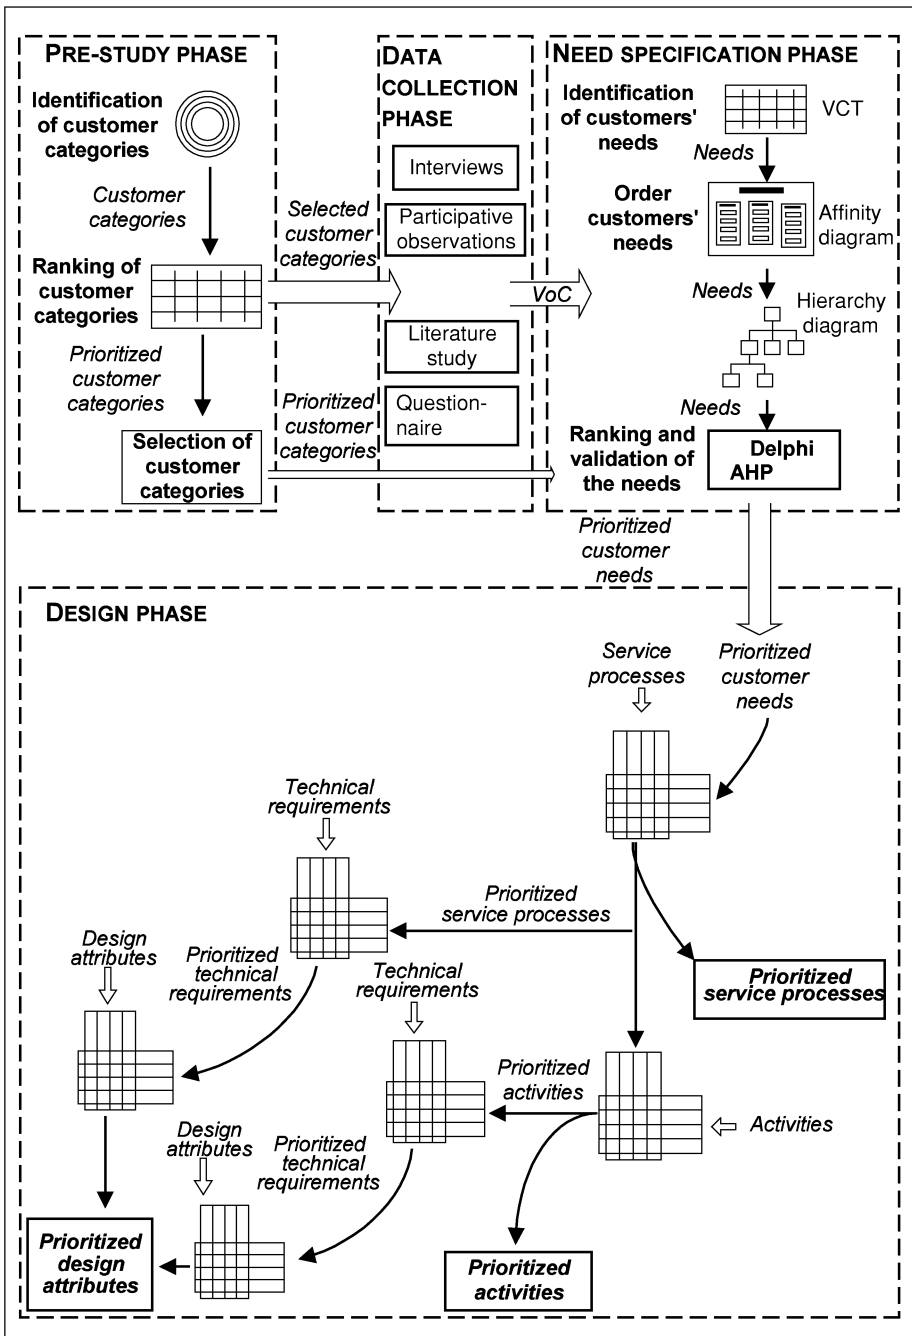 PRE-STUDY PHASE
Identification
of customer
categories
Customer
categories
Ranking of
customer
categories
Prioritized
customer
categories
Selection of
customer
categories
Selected
customer
categories
Prioritized
customer
categories
DATA
COLLECTION
PHASE
Interviews
Participative
observations
Literature
study
Question-
naire
VoC
NEED SPECIFICATION PHASE
Identification
of customers'
needs
VCT
Needs
Order
customers'
needs
Affinity
diagram
Needs
Hierarchy
diagram
Needs
Ranking and
validation of
the needs
Delphi
AHP
Prioritized
customer
needs
DESIGN PHASE
Service
processes
Prioritized
customer
needs
Technical
requirements
Prioritized
service processes
Prioritized
service processes
Design
attributes
Prioritized
technical
requirements
Technical
requirements
Prioritized
activities
Activities
Design
attributes
Prioritized
technical
requirements
Prioritized
design
attributes
Prioritized
activities